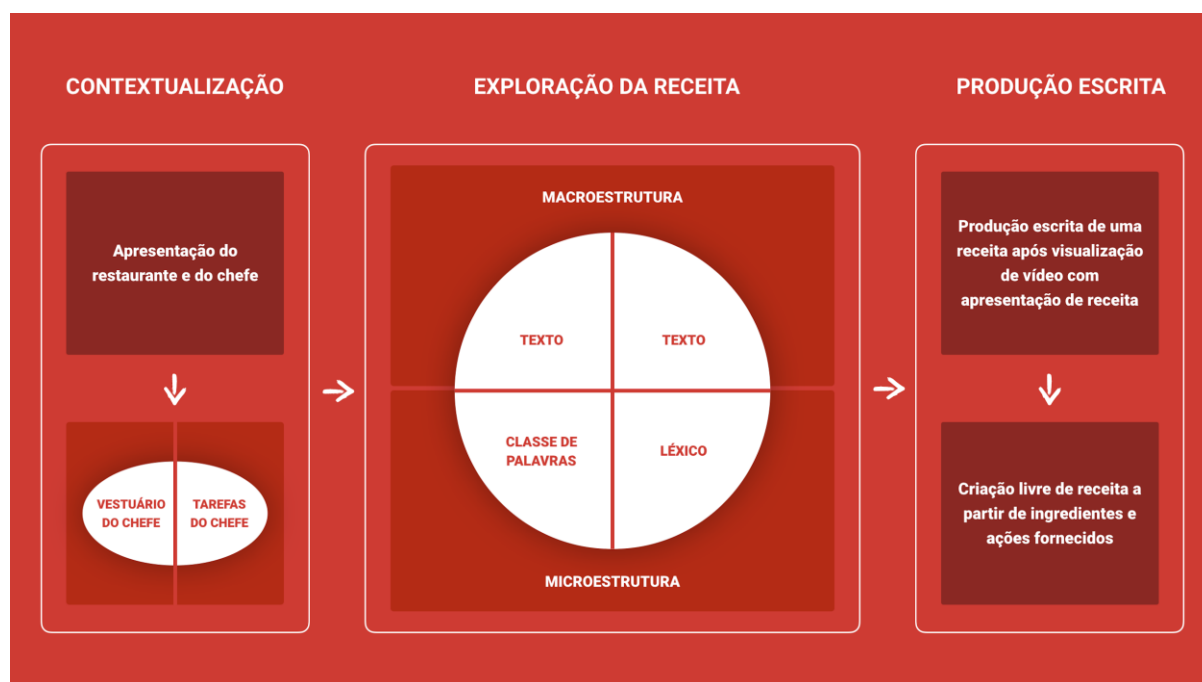 CONTEXTUALIZAÇÃO
Apresentação do
restaurante e do chefe
VESTUÁRIO
DO CHEFE
TAREFAS
DO CHEFE
EXPLORAÇÃO DA RECEITA
MACROESTRUTURA
TEXTO
TEXTO
CLASSE DE
PALAVRAS
LÉXICO
MICROESTRUTURA
PRODUÇÃO ESCRITA
Produção escrita de uma
receita após visualização
de vídeo com
apresentação de receita
Criação livre de receita a
partir de ingredientes e
ações fornecidos